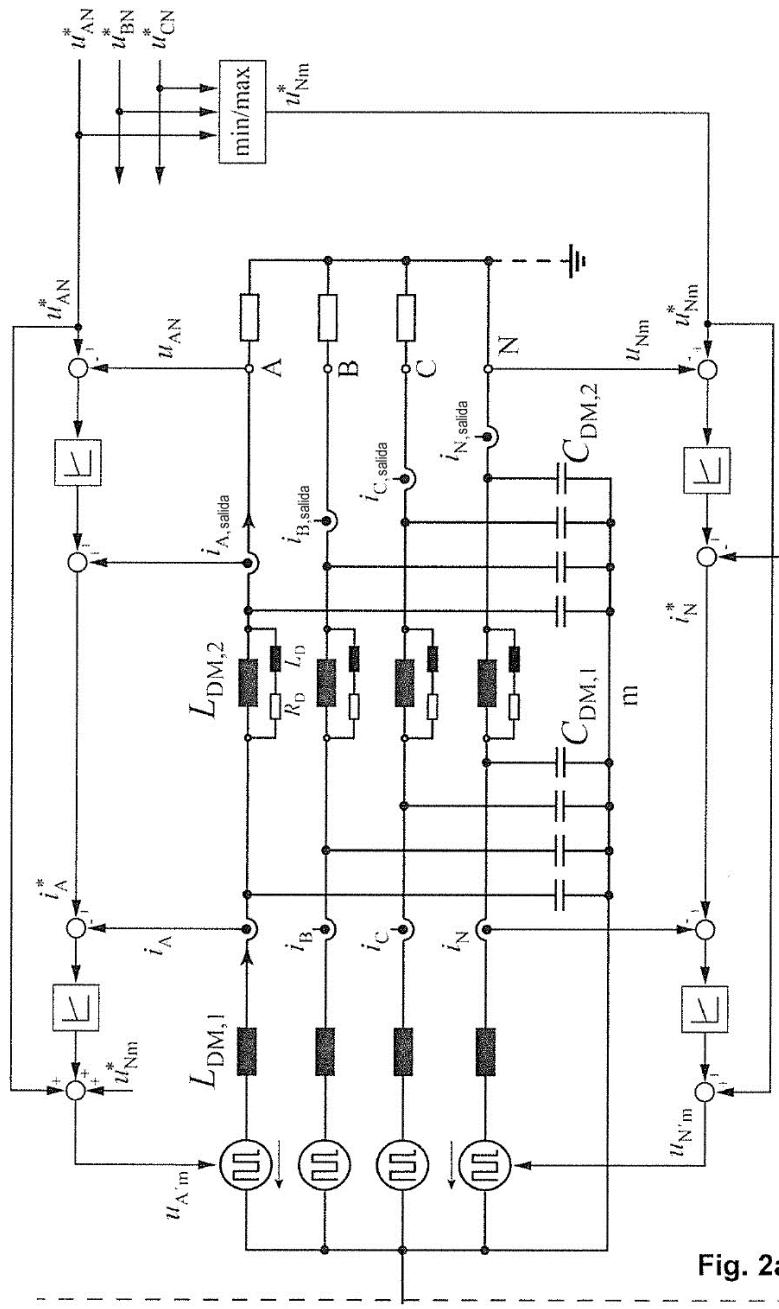 u*AN
u*BN
u*CN
min/max
u*Nm
u*AN
u*Nm
uAN
uNm
A
B
C
N
iA,salida
iB,salida
iC,salida
iN,salida
CDM,2
i*A
i*N
LDM,2
RD
LD
CDM,1
m
iA
iB
iC
iN
LDM,1
u*Nm
uA'm
uN'm
+
+
+
Fig. 2a